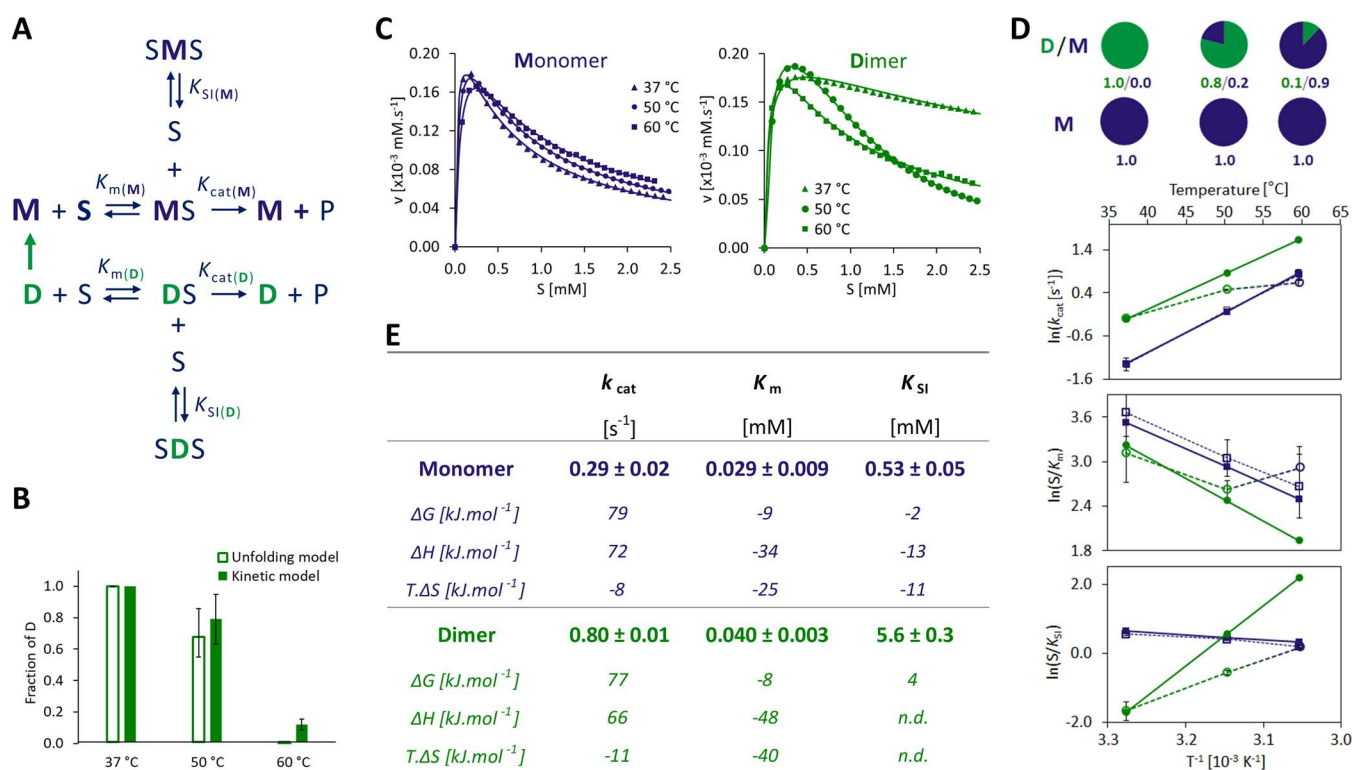 A
SMS
K SI(M)
S
+
K m(M) K cat(M)
M + S MS M + P
K m(D) K cat(D)
D + S DS D + P
+
S
K SI(D)
SDS
B
Unfolding model
Kinetic model
Fraction of D
1.0
0.8
0.6
0.4
0.2
0.0
37 °C 50 °C 60 °C
C
Monomer
37 °C
50 °C
60 °C
v [x10⁻³ mM.s⁻¹]
0.20
0.16
0.12
0.08
0.04
0.00
0.0 0.5 1.0 1.5 2.0 2.5
S [mM]
Dimer
37 °C
50 °C
60 °C
v [x10⁻³ mM.s⁻¹]
0.20
0.15
0.10
0.05
0.00
0.0 0.5 1.0 1.5 2.0 2.5
S [mM]
D
D/M
1.0/0.0 0.8/0.2 0.1/0.9
M
1.0 1.0 1.0
Temperature [°C]
35 40 45 50 55 60 65
ln(kcat [s⁻¹])
1.4
0.4
-0.6
-1.6
ln(S/Km)
3.6
3.0
2.4
1.8
ln(S/KSI)
2.0
0.0
-2.0
3.3 3.2 3.1 3.0
T⁻¹ [10⁻³ K⁻¹]
E
k cat K m K SI
[s⁻¹] [mM] [mM]
Monomer 0.29 ± 0.02 0.029 ± 0.009 0.53 ± 0.05
ΔG [kJ.mol⁻¹] 79 -9 -2
ΔH [kJ.mol⁻¹] 72 -34 -13
T.ΔS [kJ.mol⁻¹] -8 -25 -11
Dimer 0.80 ± 0.01 0.040 ± 0.003 5.6 ± 0.3
ΔG [kJ.mol⁻¹] 77 -8 4
ΔH [kJ.mol⁻¹] 66 -48 n.d.
T.ΔS [kJ.mol⁻¹] -11 -40 n.d.